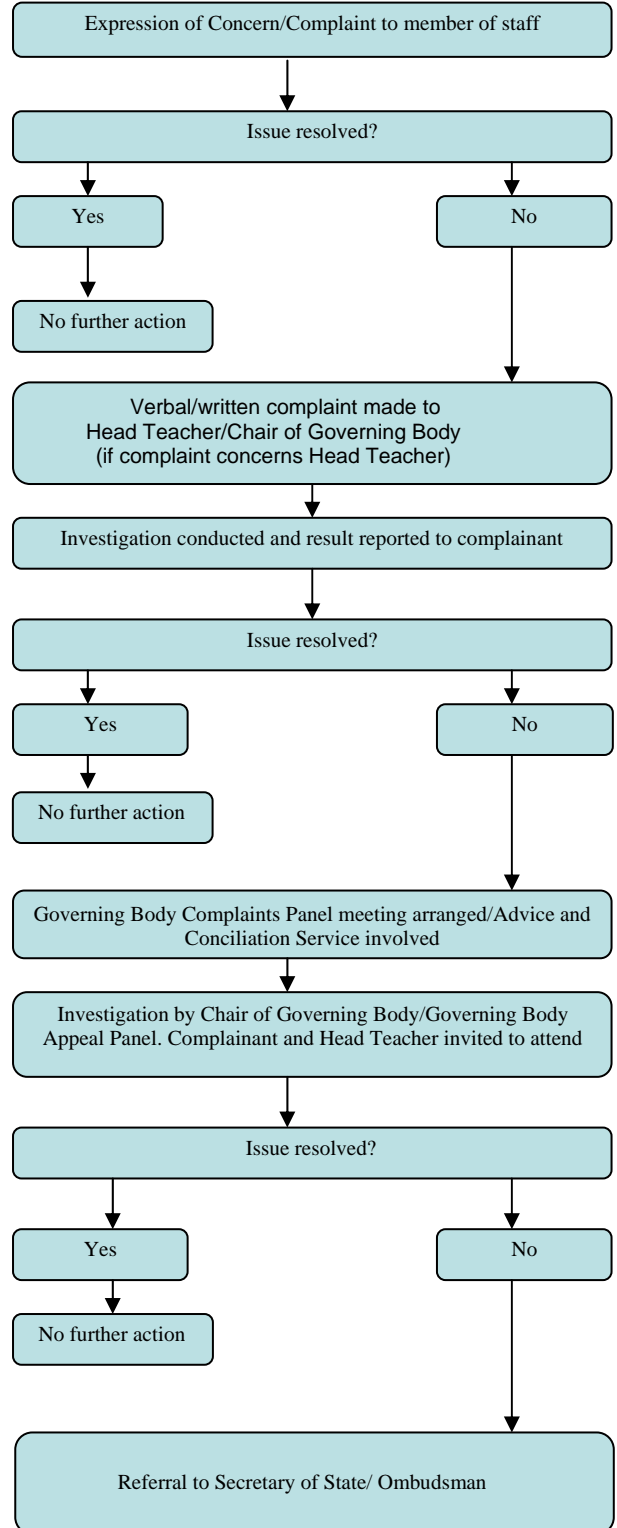 Expression of Concern/Complaint to member of staff
Issue resolved?
Yes
No
No further action
Verbal/written complaint made to
Head Teacher/Chair of Governing Body
(if complaint concerns Head Teacher)
Investigation conducted and result reported to complainant
Issue resolved?
Yes
No
No further action
Governing Body Complaints Panel meeting arranged/Advice and
Conciliation Service involved
Investigation by Chair of Governing Body/Governing Body
Appeal Panel. Complainant and Head Teacher invited to attend
Issue resolved?
Yes
No
No further action
Referral to Secretary of State/ Ombudsman